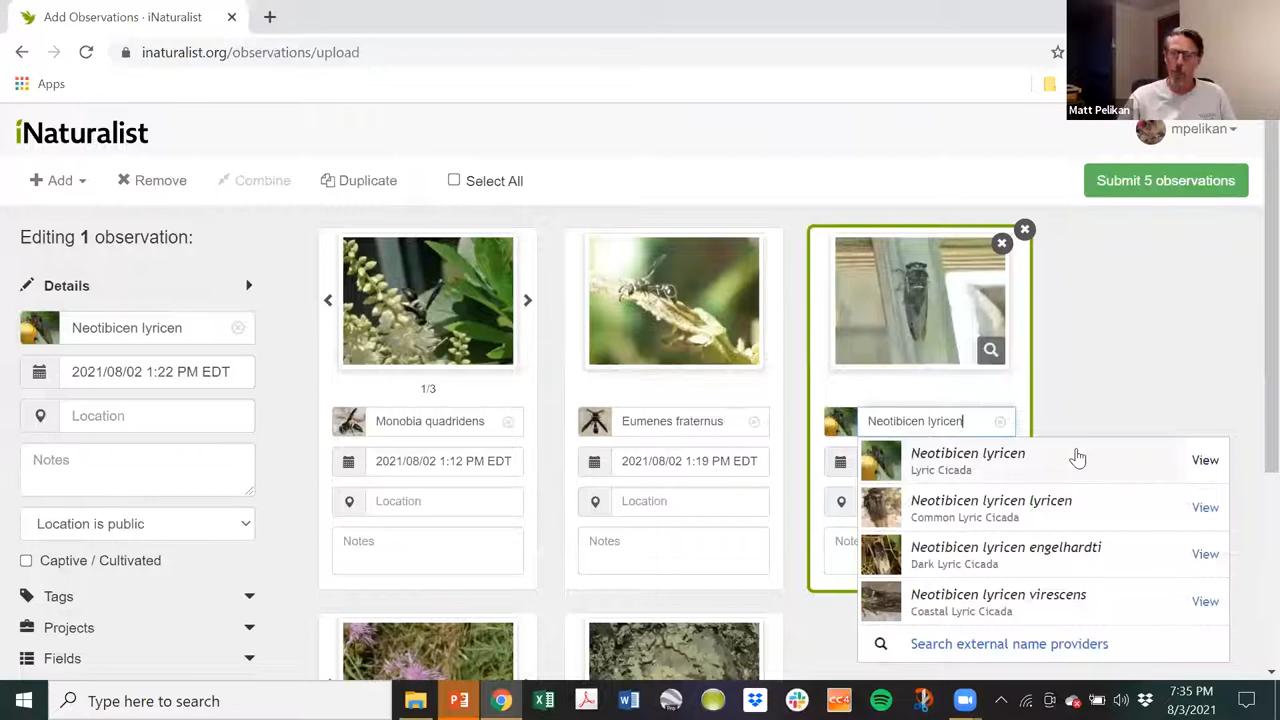 Add Observations · iNaturalist
inaturalist.org/observations/upload
Apps
Matt Pelikan
iNaturalist
mpelikan
Add
Remove
Combine
Duplicate
Select All
Submit 5 observations
Editing 1 observation:
Details
Neotibicen lyricen
2021/08/02 1:22 PM EDT
Location
Notes
Location is public
Captive / Cultivated
Tags
Projects
Fields
1/3
Monobia quadridens
2021/08/02 1:12 PM EDT
Location
Notes
Eumenes fraternus
2021/08/02 1:19 PM EDT
Location
Notes
Neotibicen lyricen
Neotibicen lyricen
Lyric Cicada
View
Neotibicen lyricen lyricen
Common Lyric Cicada
View
Neotibicen lyricen engelhardti
Dark Lyric Cicada
View
Neotibicen lyricen virescens
Coastal Lyric Cicada
View
Search external name providers
Type here to search
7:35 PM
8/3/2021